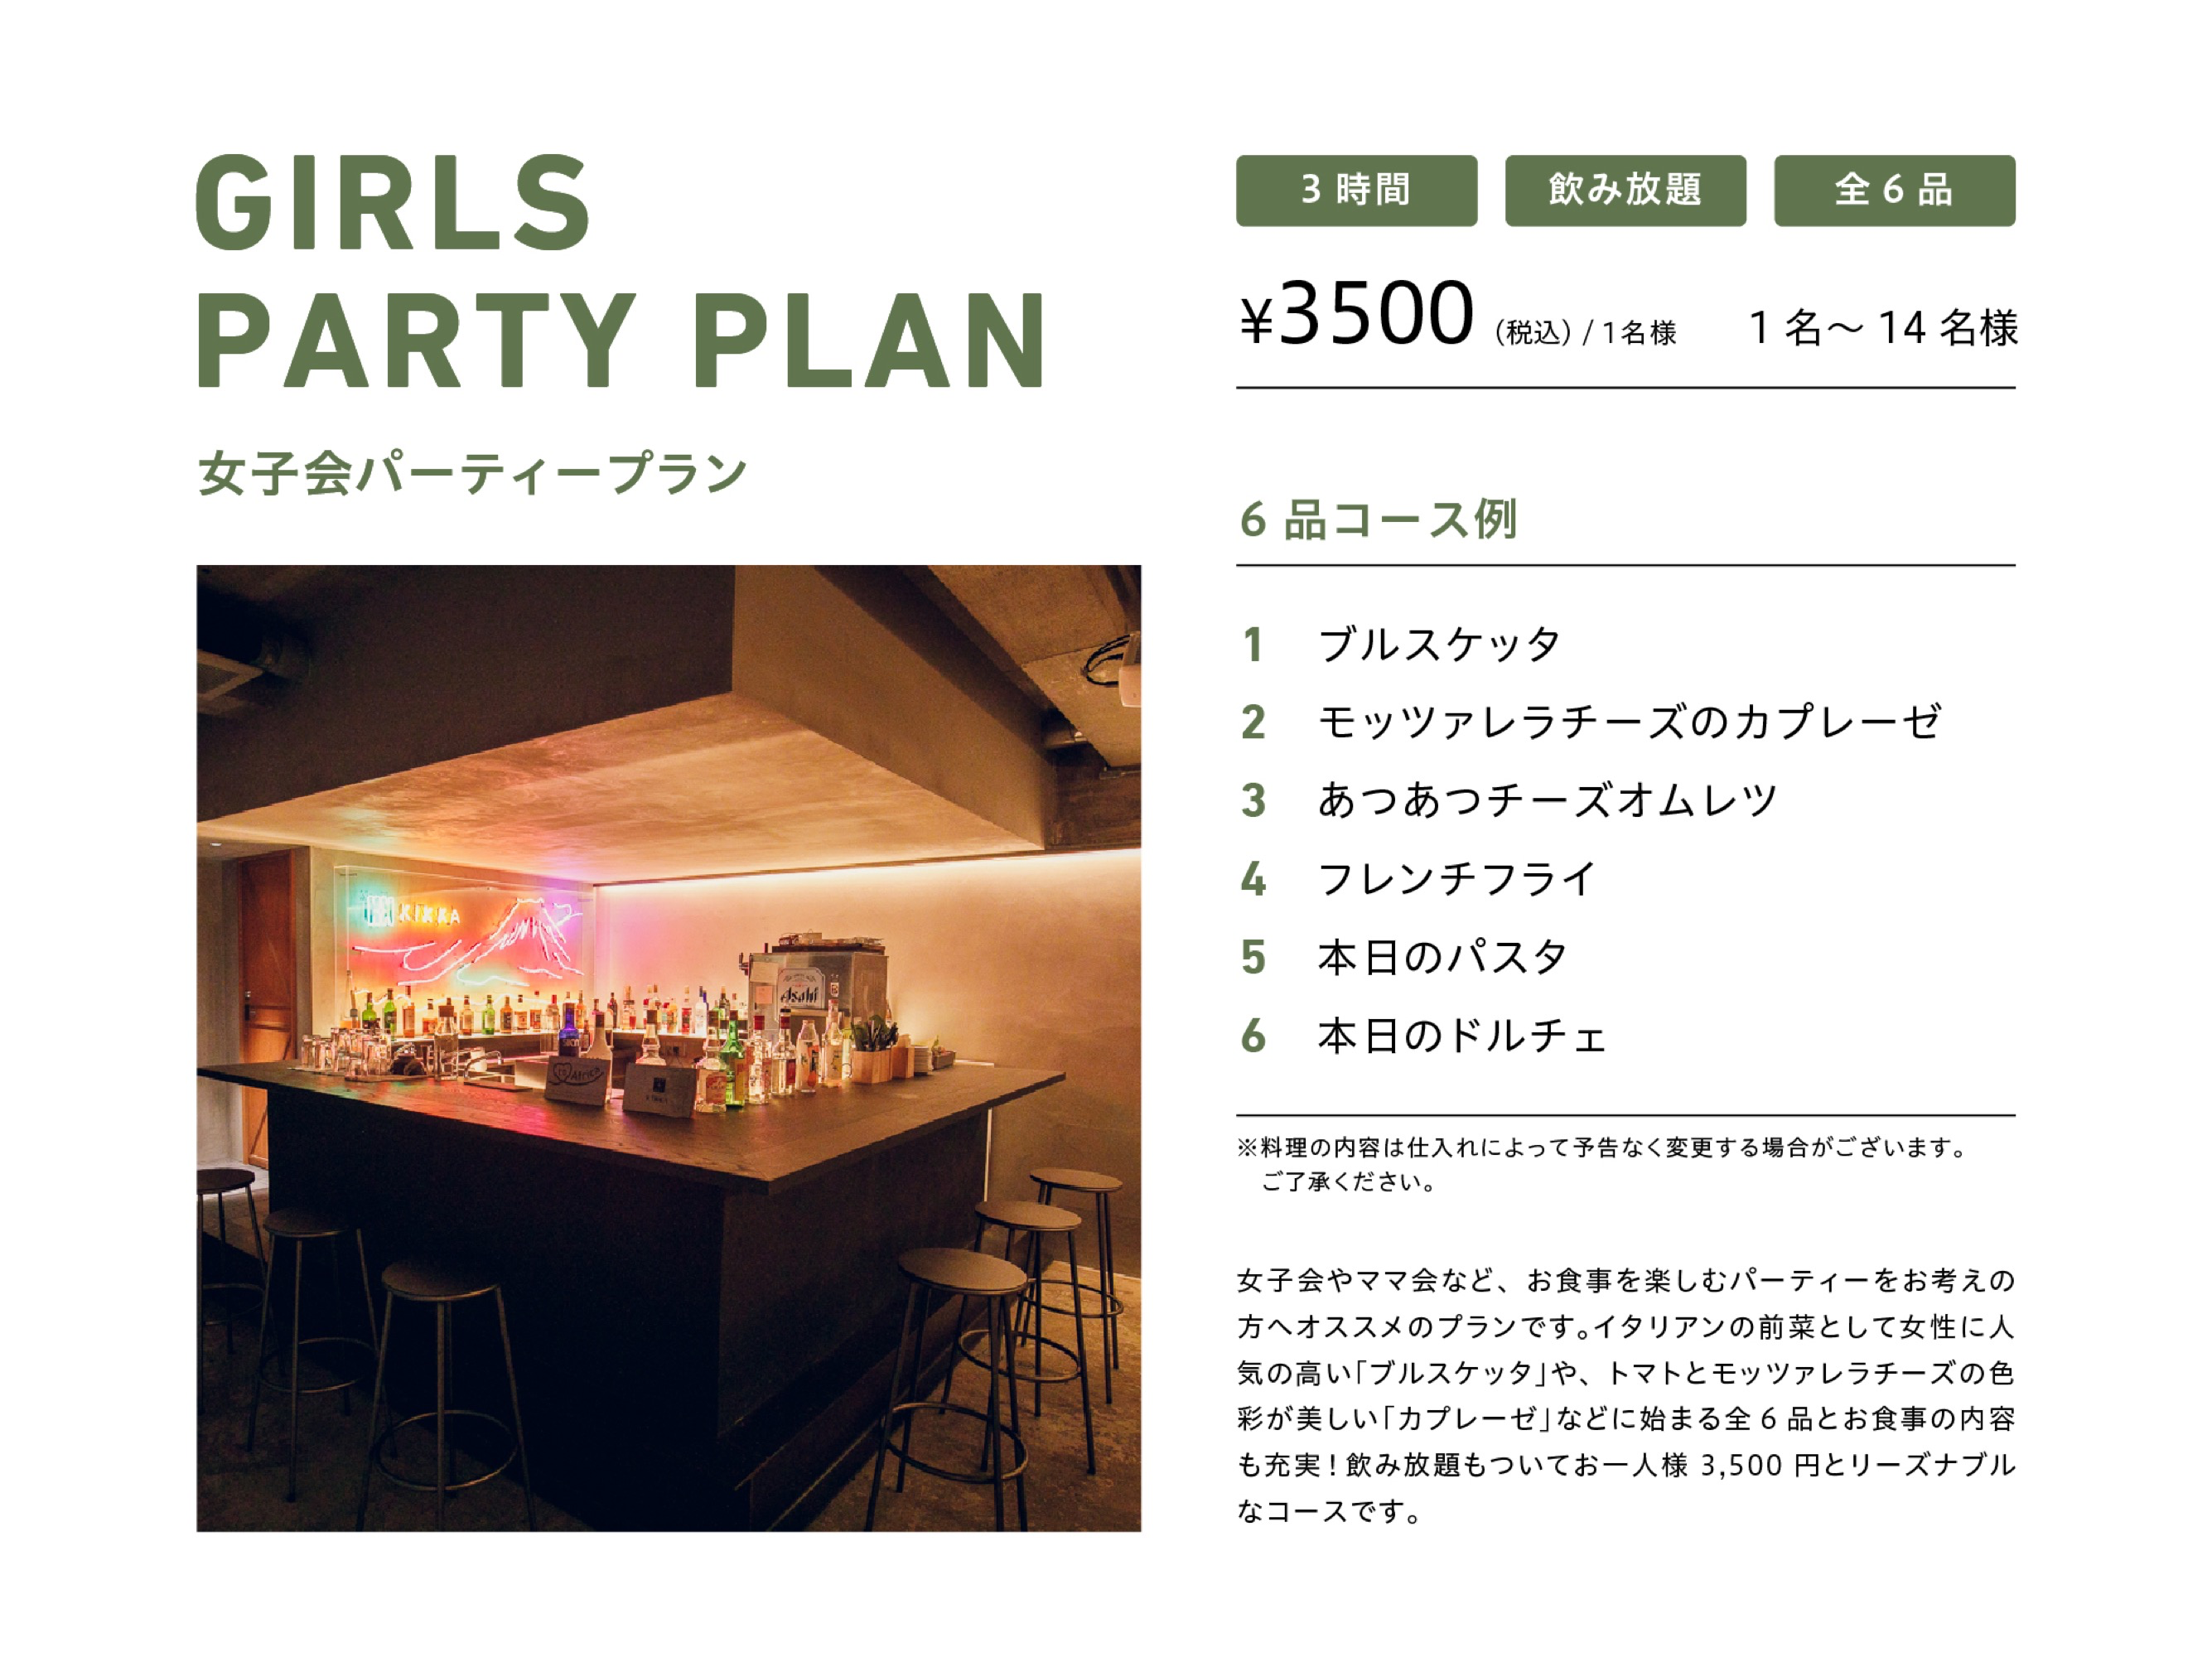 GIRLS
PARTY PLAN
女子会パーティープラン
KIKKA
Asahi
Africa
3 時間
飲み放題
全 6 品
¥3500 (税込) / 1名様 1 名〜 14 名様
6 品コース例
1 ブルスケッタ
2 モッツァレラチーズのカプレーゼ
3 あつあつチーズオムレツ
4 フレンチフライ
5 本日のパスタ
6 本日のドルチェ
※料理の内容は仕入れによって予告なく変更する場合がございます。
ご了承ください。
女子会やママ会など、お食事を楽しむパーティーをお考えの
方へオススメのプランです。イタリアンの前菜として女性に人
気の高い「ブルスケッタ」や、トマトとモッツァレラチーズの色
彩が美しい「カプレーゼ」などに始まる全 6 品とお食事の内容
も充実！飲み放題もついてお一人様 3,500 円とリーズナブル
なコースです。